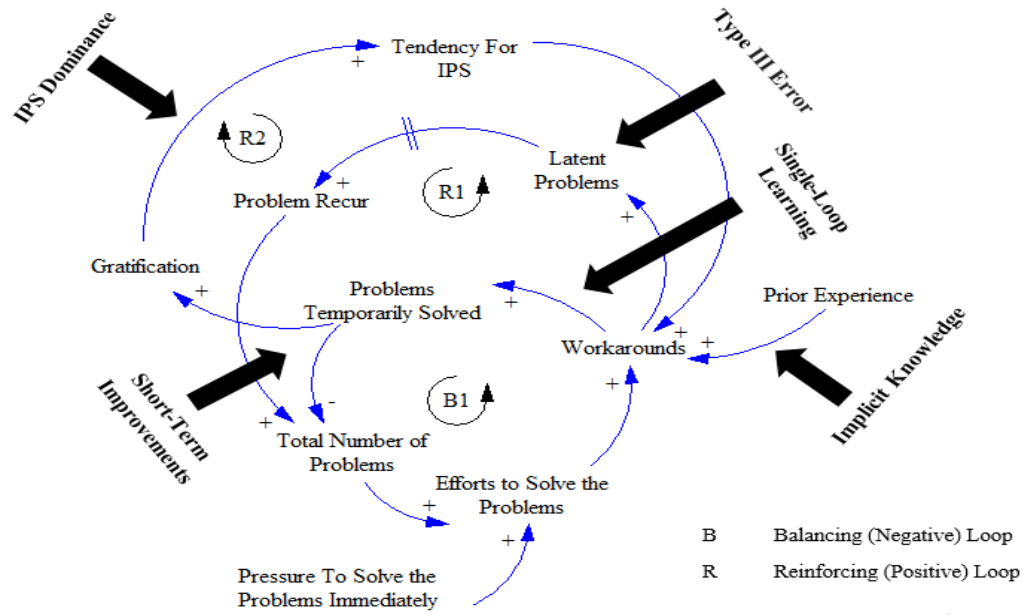 IPS Dominance
Tendency For
IPS
+
Type III Error
R2
Latent
Problems
Single-Loop
Learning
R1
+
Problem Recur
+
Gratification
+
Problems
Temporarily Solved
+
Prior Experience
Workarounds
+
+
Implicit Knowledge
Short-Term
Improvements
B1
+
-
+
Total Number of
Problems
+
Efforts to Solve the
Problems
+
B Balancing (Negative) Loop
R Reinforcing (Positive) Loop
Pressure To Solve the
Problems Immediately